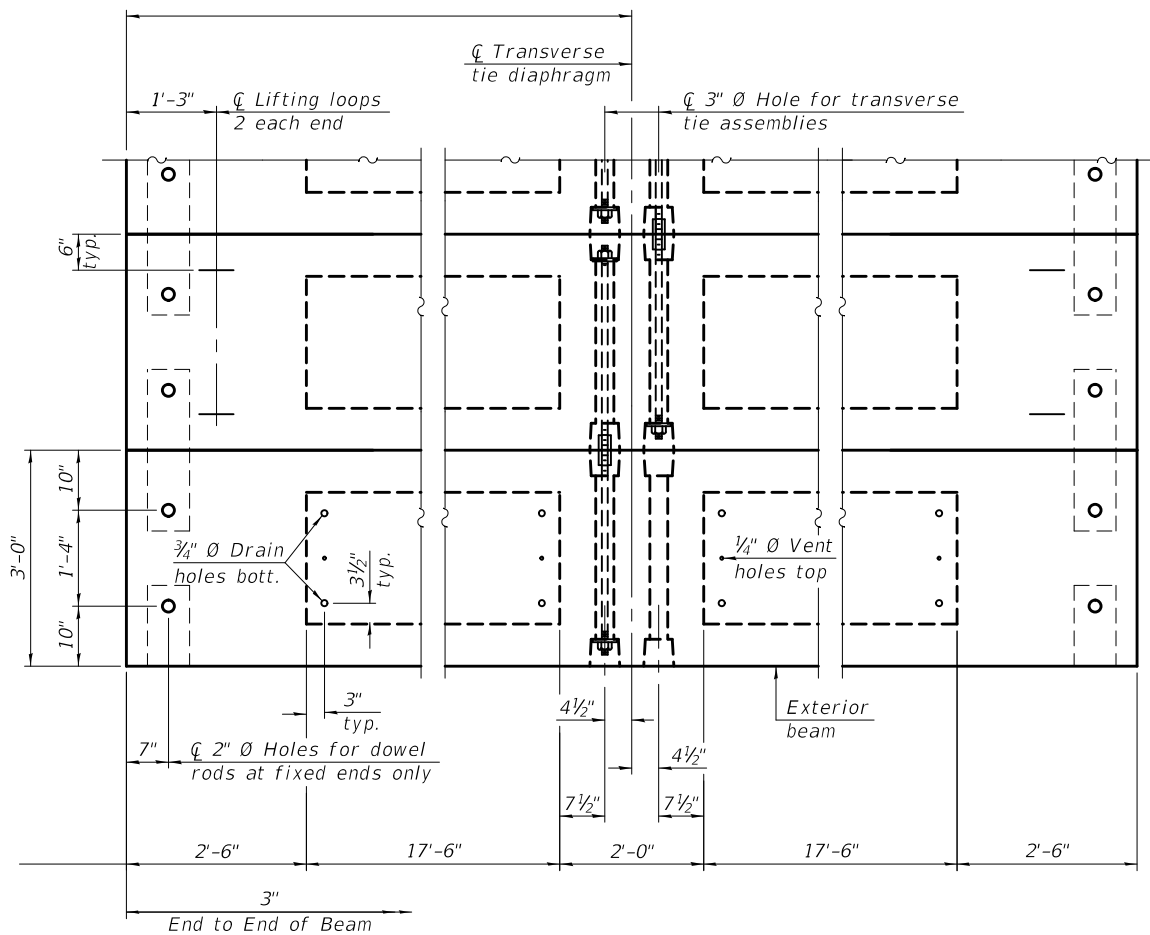 ℄ Transverse
tie diaphragm
1'-3"
℄ Lifting loops
2 each end
℄ 3" Ø Hole for transverse
tie assemblies
6"
typ.
3'-0"
10"
1'-4"
10"
¾" Ø Drain
holes bott.
3½"
typ.
¼" Ø Vent
holes top
3"
typ.
4½"
4½"
Exterior
beam
7"
℄ 2" Ø Holes for dowel
rods at fixed ends only
7½"
7½"
2'-6"
17'-6"
2'-0"
17'-6"
2'-6"
3"
End to End of Beam